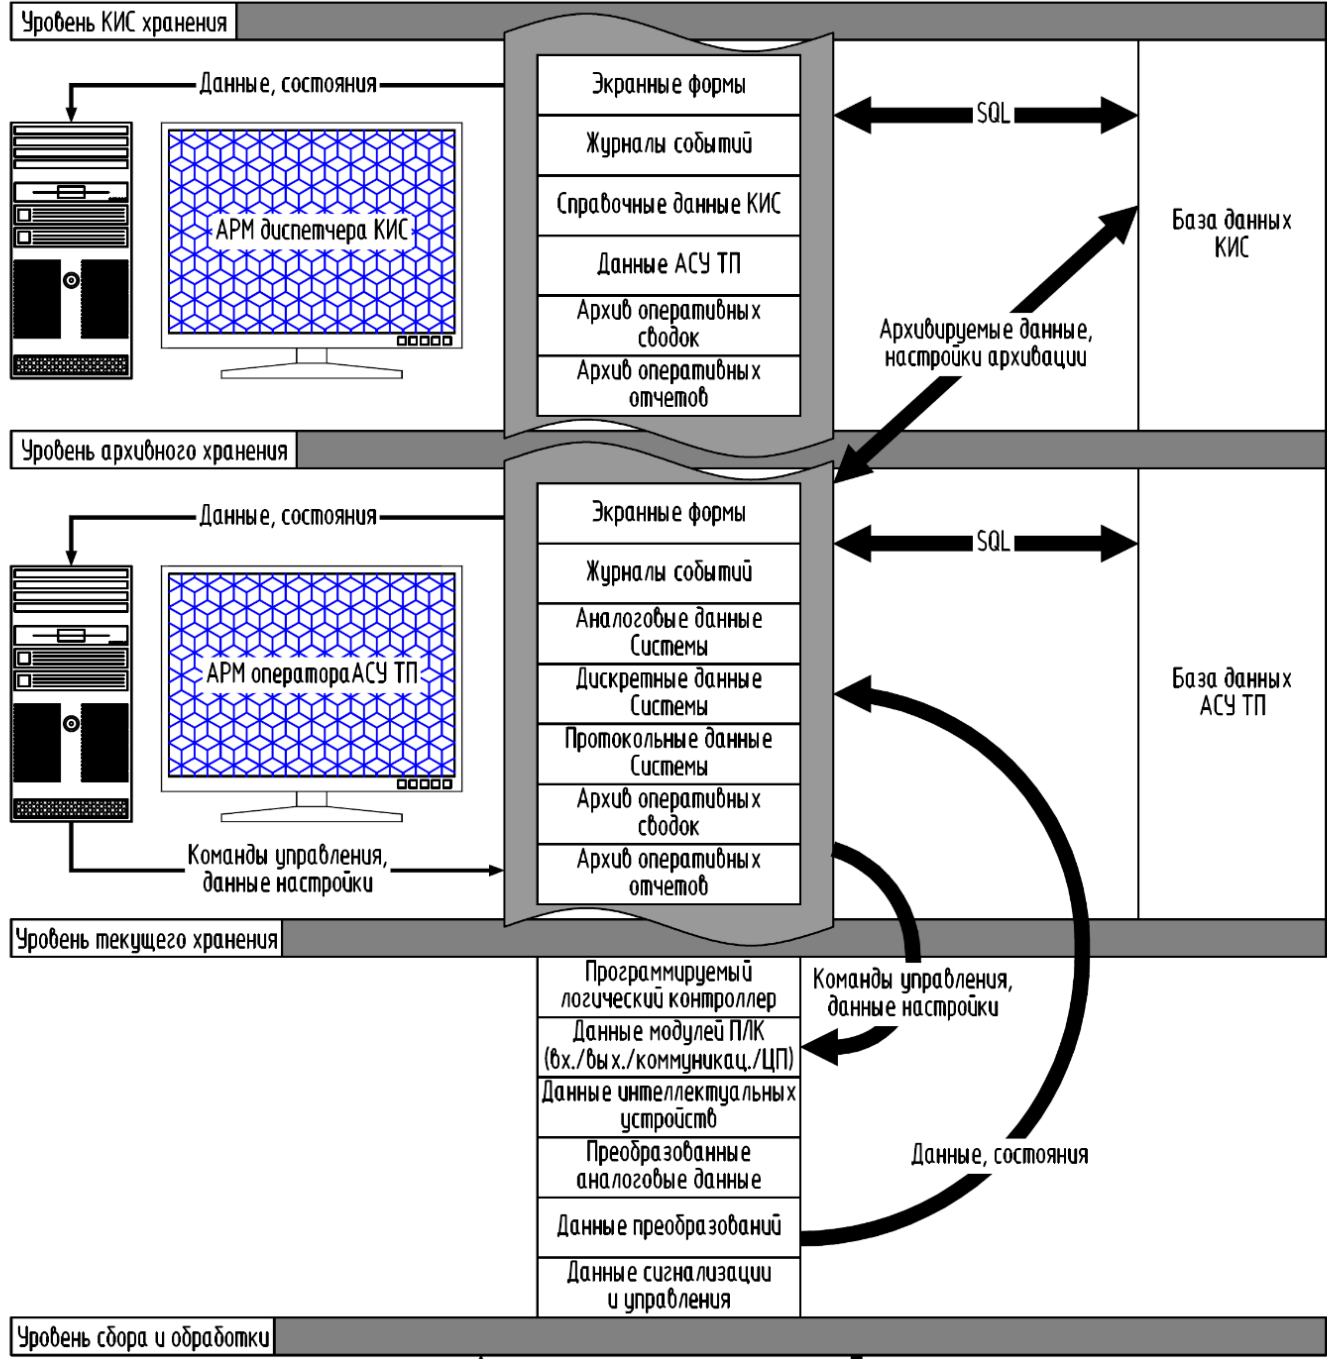 Уровень КИС хранения
Данные, состояния
АРМ диспетчера КИС
Экранные формы
Журналы событий
Справочные данные КИС
Данные АСУ ТП
Архив оперативных
сводок
Архив оперативных
отчетов
SQL
База данных
КИС
Архивируемые данные,
настройки архивации
Уровень архивного хранения
Данные, состояния
АРМ оператора АСУ ТП
Команды управления,
данные настройки
Экранные формы
Журналы событий
Аналоговые данные
Системы
Дискретные данные
Системы
Протокольные данные
Системы
Архив оперативных
сводок
Архив оперативных
отчетов
SQL
База данных
АСУ ТП
Уровень текущего хранения
Программируемый
логический контроллер
Данные модулей ПЛК
(вх./вых./коммуникац./ЦП)
Данные интеллектуальных
устройств
Преобразованные
аналоговые данные
Данные преобразований
Данные сигнализации
и управления
Команды управления,
данные настройки
Данные, состояния
Уровень сбора и обработки